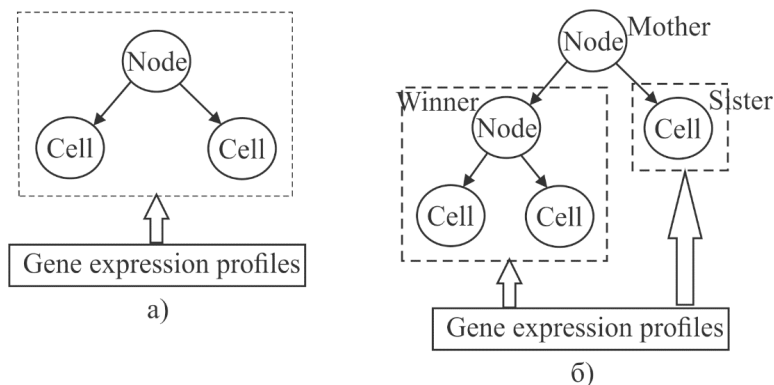 Node
Cell
Cell
Gene expression profiles
а)
Node
Mother
Winner
Node
Sister
Cell
Cell
Cell
Gene expression profiles
б)